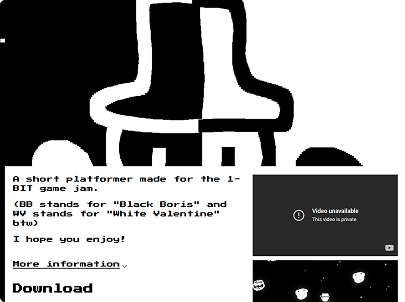 A short platformer made for the 1-
BIT game jam.
(BB stands for "Black Boris" and
WV stands for "White Valentine"
btw)
I hope you enjoy!
More information
Download
Video unavailable
This video is private